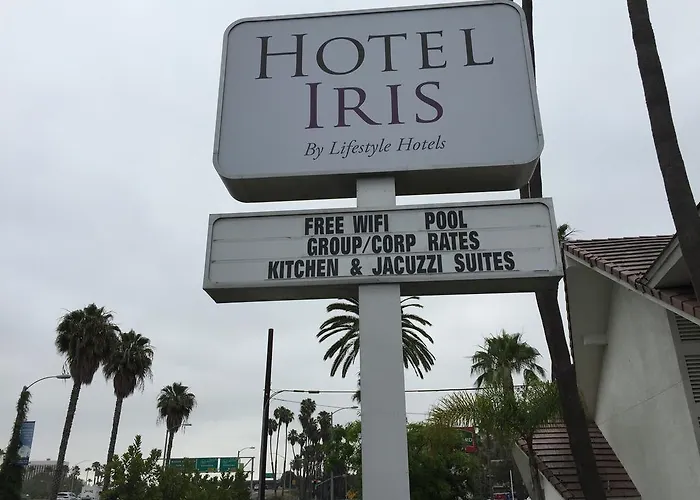 HOTEL
IRIS
By Lifestyle Hotels
FREE WIFI POOL
GROUP/CORP RATES
KITCHEN & JACUZZI SUITES